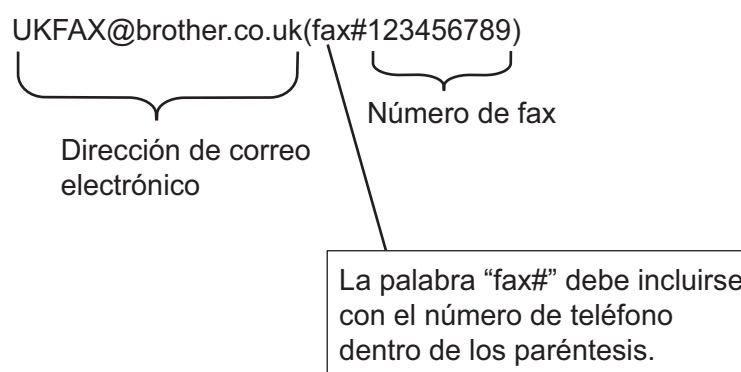 UKFAX@brother.co.uk(fax#123456789)
Número de fax
Dirección de correo
electrónico
La palabra “fax#” debe incluirse
con el número de teléfono
dentro de los paréntesis.